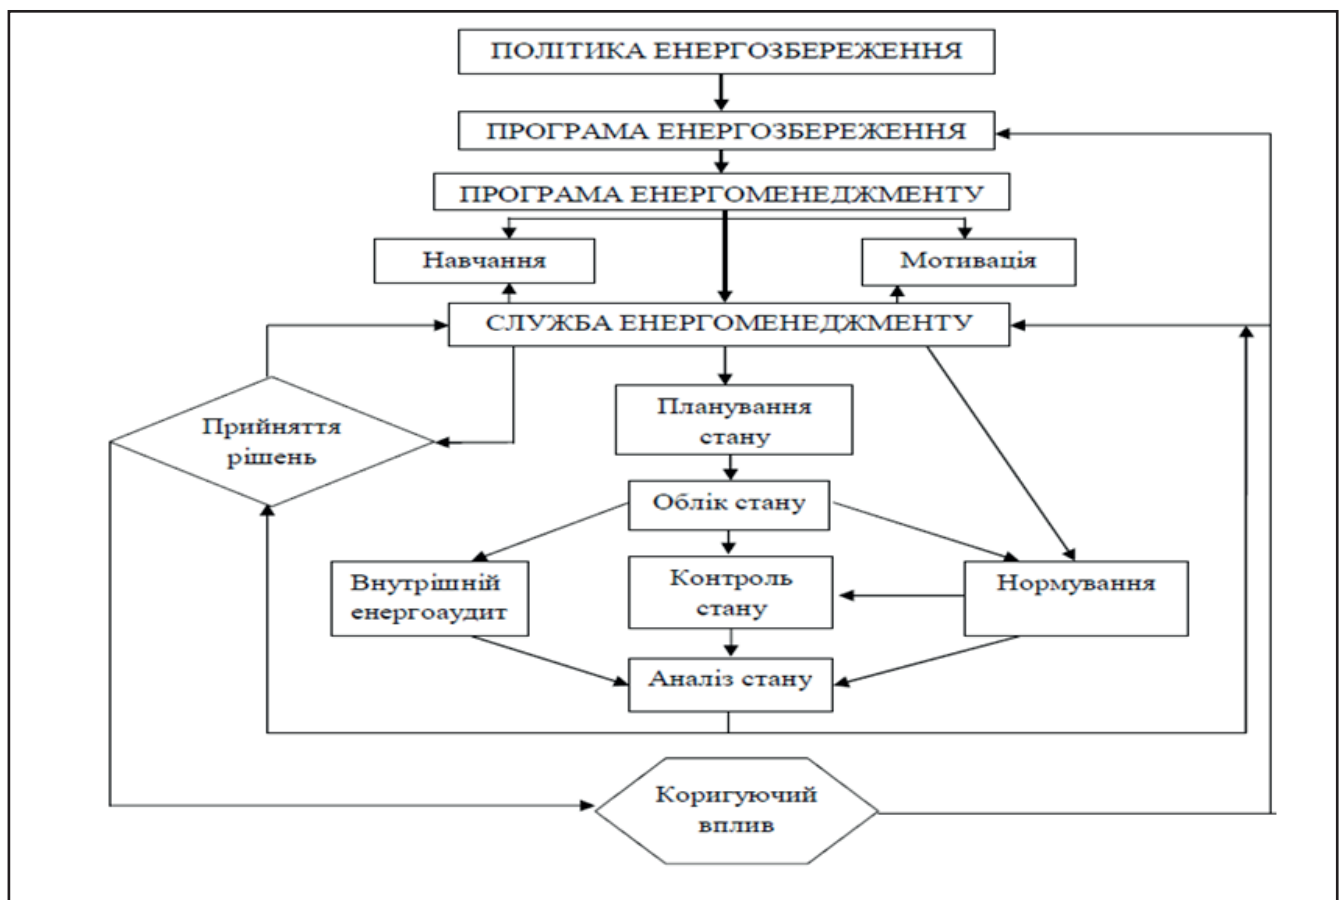 ПОЛІТИКА ЕНЕРГОЗБЕРЕЖЕННЯ
ПРОГРАМА ЕНЕРГОЗБЕРЕЖЕННЯ
ПРОГРАМА ЕНЕРГОМЕНЕДЖМЕНТУ
Навчання
Мотивація
СЛУЖБА ЕНЕРГОМЕНЕДЖМЕНТУ
Прийняття
рішень
Планування
стану
Облік стану
Внутрішній
енергоаудит
Контроль
стану
Нормування
Аналіз стану
Коригуючий
вплив